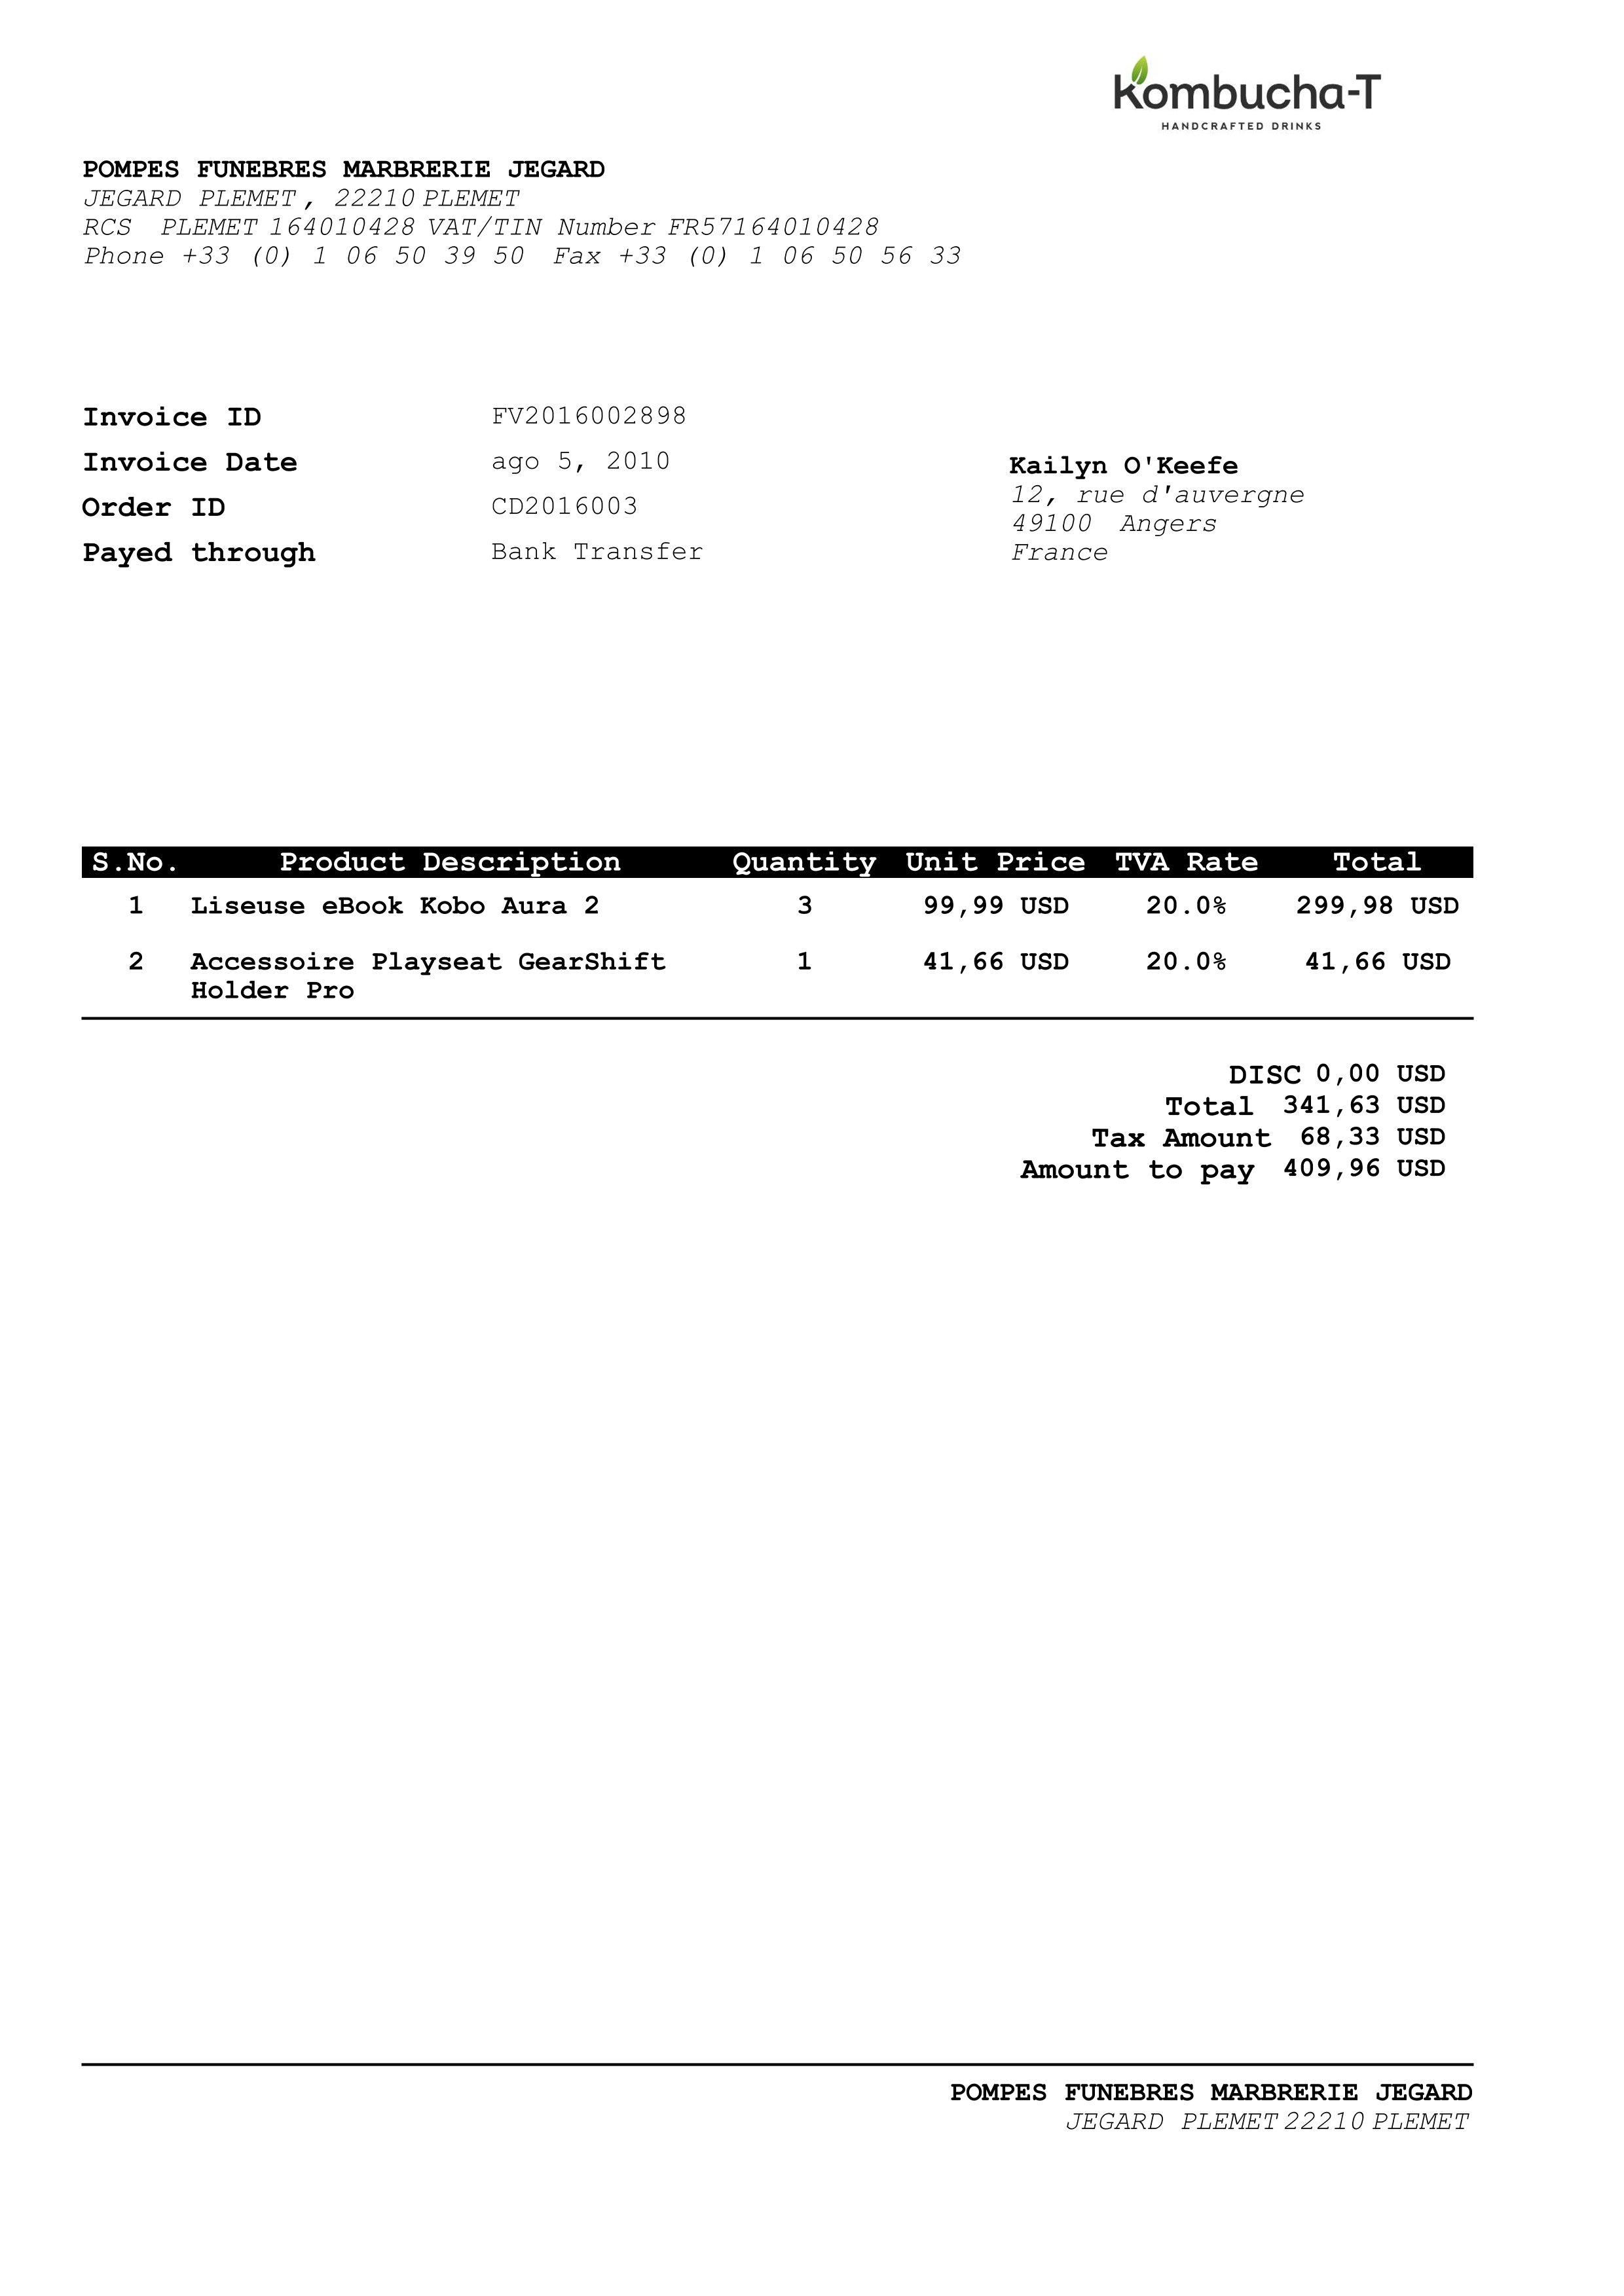 Kombucha-T
HANDCRAFTED DRINKS
POMPES FUNEBRES MARBRERIE JEGARD
JEGARD PLEMET , 22210 PLEMET
RCS PLEMET 164010428 VAT/TIN Number FR57164010428
Phone +33 (0) 1 06 50 39 50 Fax +33 (0) 1 06 50 56 33
Invoice ID FV2016002898
Invoice Date ago 5, 2010
Order ID CD2016003
Payed through Bank Transfer
Kailyn O'Keefe
12, rue d'auvergne
49100 Angers
France
S.No. Product Description Quantity Unit Price TVA Rate Total
1 Liseuse eBook Kobo Aura 2 3 99,99 USD 20.0% 299,98 USD
2 Accessoire Playseat GearShift 1 41,66 USD 20.0% 41,66 USD
Holder Pro
DISC 0,00 USD
Total 341,63 USD
Tax Amount 68,33 USD
Amount to pay 409,96 USD
POMPES FUNEBRES MARBRERIE JEGARD
JEGARD PLEMET 22210 PLEMET